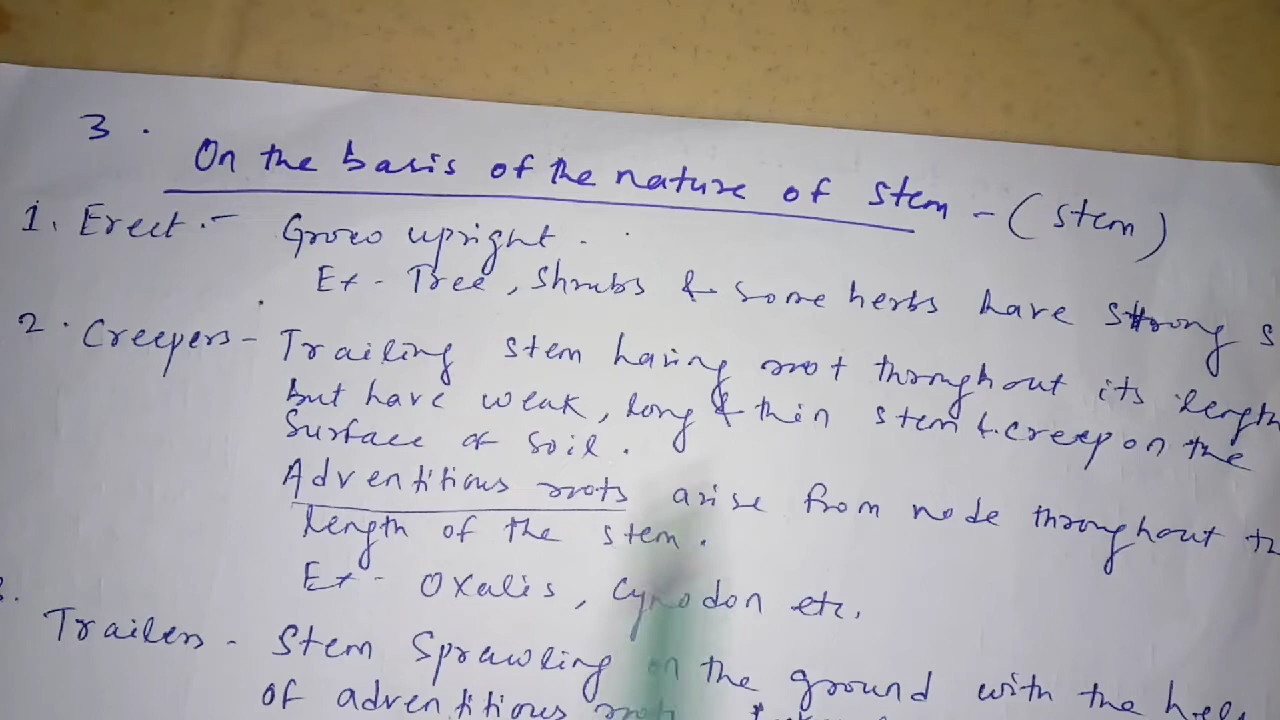 3.
On the basis of the nature of stem - (stem)
1. Erect :- Grow upright.
Ex - Tree, shrubs & some herbs have strong s
2. Creepers - Trailing stem having root throughout its length
But have weak, long & thin stem & creep on the
Surface of soil.
Adventitious roots arise from node throughout th
length of the stem.
Ex - Oxalis, Cynodon etc.
3.
Trailers - Stem Sprawling on the ground with the hel
of adventitious